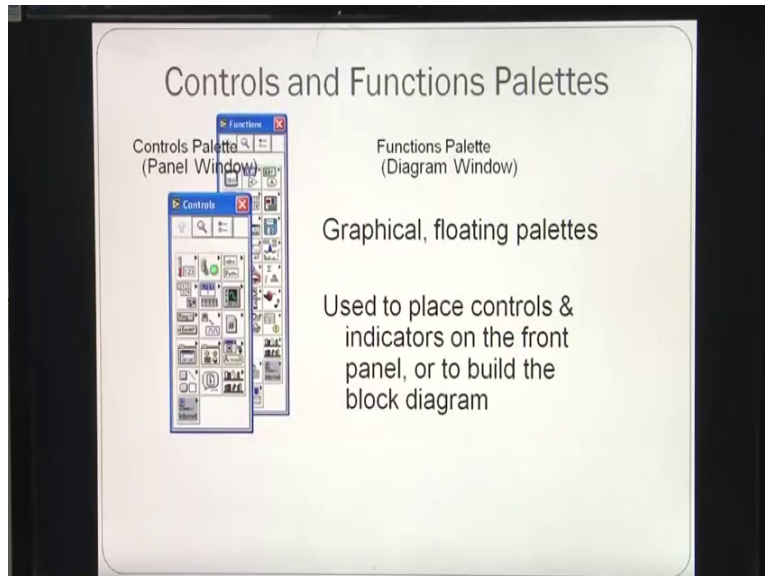 Controls and Functions Palettes
Controls Palette
(Panel Window)
Functions Palette
(Diagram Window)
Functions
Controls
Graphical, floating palettes
Used to place controls &
indicators on the front
panel, or to build the
block diagram